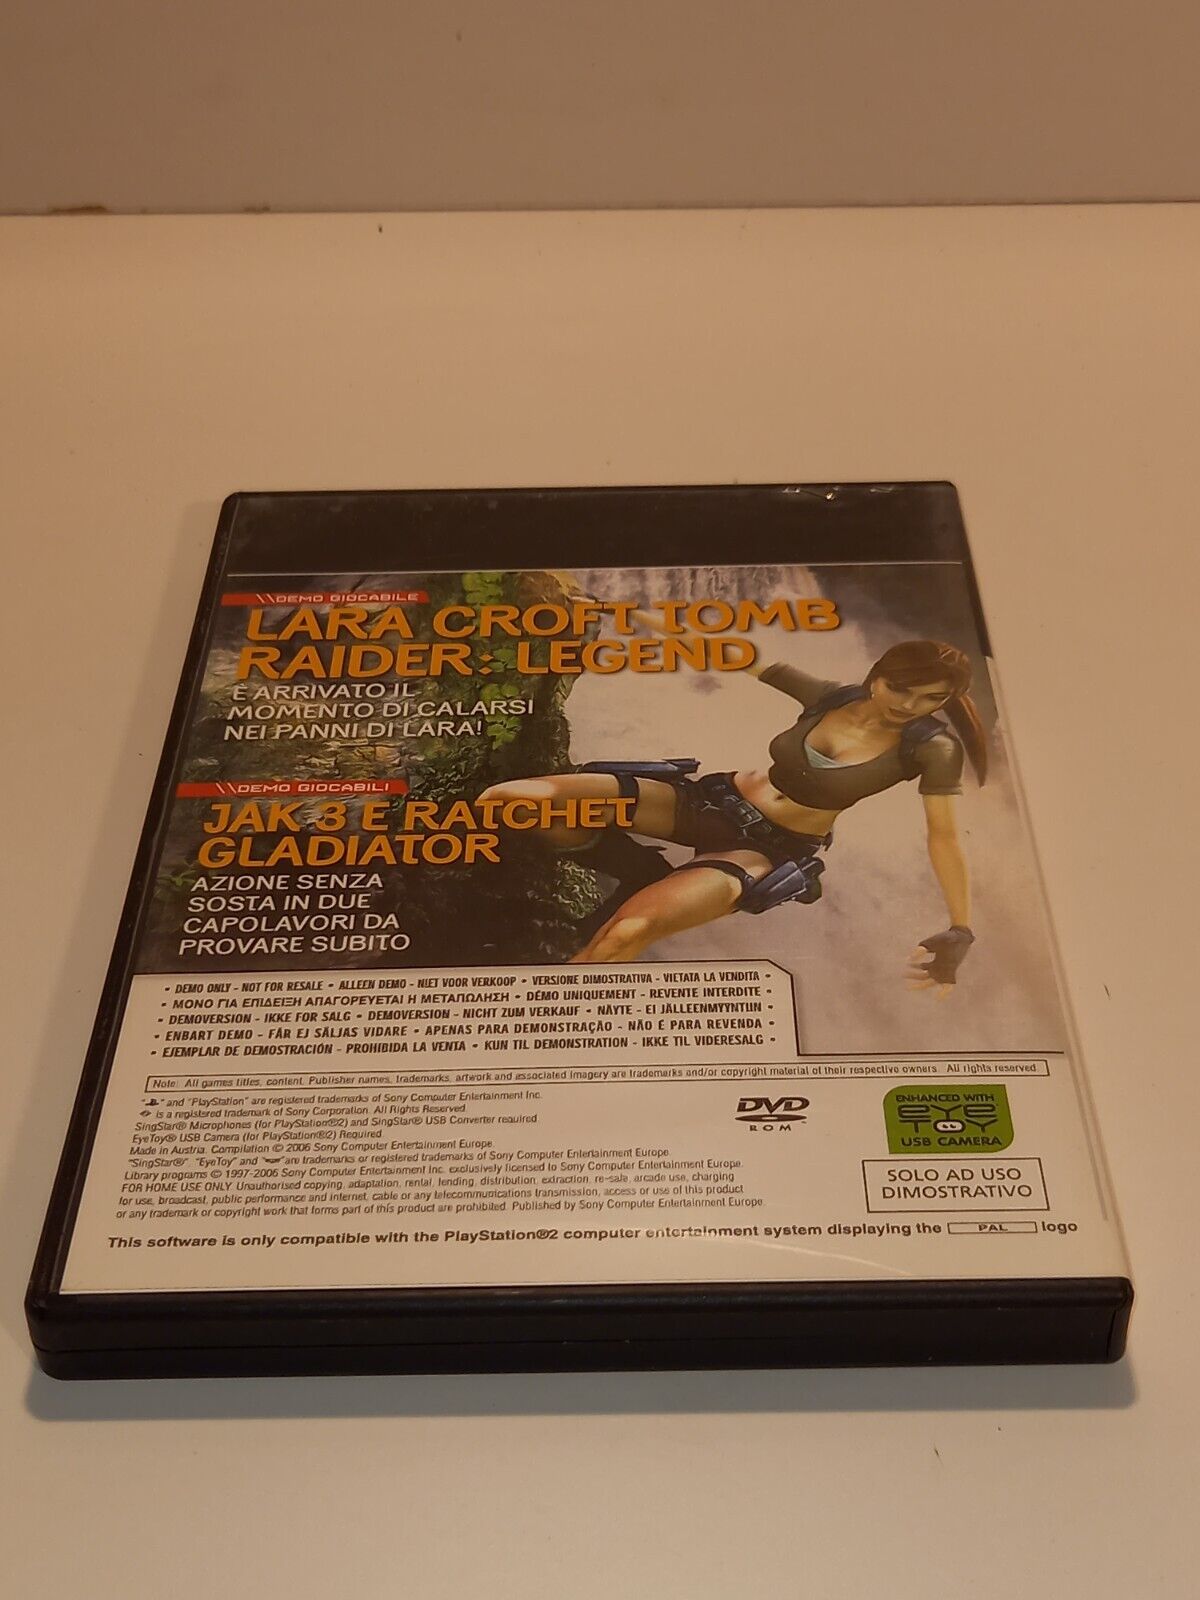 \\DEMO GIOCABILE
LARA CROFT TOMB
RAIDER: LEGEND
È ARRIVATO IL
MOMENTO DI CALARSI
NEI PANNI DI LARA!
\\DEMO GIOCABILI
JAK 3 E RATCHET
GLADIATOR
AZIONE SENZA
SOSTA IN DUE
CAPOLAVORI DA
PROVARE SUBITO
• DEMO ONLY - NOT FOR RESALE • ALLEEN DEMO - NIET VOOR VERKOOP • VERSIONE DIMOSTRATIVA - VIETATA LA VENDITA •
• ΜΟΝΟ ΓΙΑ ΕΠΙΔΕΙΞΗ ΑΠΑΓΟΡΕΥΕΤΑΙ Η ΜΕΤΑΠΩΛΗΣΗ • DÉMO UNIQUEMENT - REVENTE INTERDITE •
• DEMOVERSION - IKKE FOR SALG • DEMOVERSION - NICHT ZUM VERKAUF • NÄYTE - EI JÄLLEENMYYNTIIN •
• ENBART DEMO - FÅR EJ SÄLJAS VIDARE • APENAS PARA DEMONSTRAÇÃO - NÃO É PARA REVENDA •
• EJEMPLAR DE DEMOSTRACIÓN - PROHIBIDA LA VENTA • KUN TIL DEMONSTRATION - IKKE TIL VIDERESALG •
Note: All games titles, content, Publisher names, trademarks, artwork and associated imagery are trademarks and/or copyright material of their respective owners. All rights reserved.
" " and "PlayStation" are registered trademarks of Sony Computer Entertainment Inc.
is a registered trademark of Sony Corporation. All Rights Reserved.
SingStar® Microphones (for PlayStation®2) and SingStar® USB Converter required
EyeToy® USB Camera (for PlayStation®2) Required.
Made in Austria. Compilation © 2006 Sony Computer Entertainment Europe.
"SingStar®", "EyeToy" and " " are trademarks or registered trademarks of Sony Computer Entertainment Europe.
Library programs © 1997-2006 Sony Computer Entertainment Inc. exclusively licensed to Sony Computer Entertainment Europe.
FOR HOME USE ONLY. Unauthorised copying, adaptation, rental, lending, distribution, extraction, re-sale, arcade use, charging
for use, broadcast, public performance and internet, cable or any telecommunications transmission, access or use of this product
or any trademark or copyright work that forms part of this product are prohibited. Published by Sony Computer Entertainment Europe.
DVD
ROM
ENHANCED WITH
EYE
TOY
USB CAMERA
SOLO AD USO
DIMOSTRATIVO
This software is only compatible with the PlayStation®2 computer entertainment system displaying the PAL logo